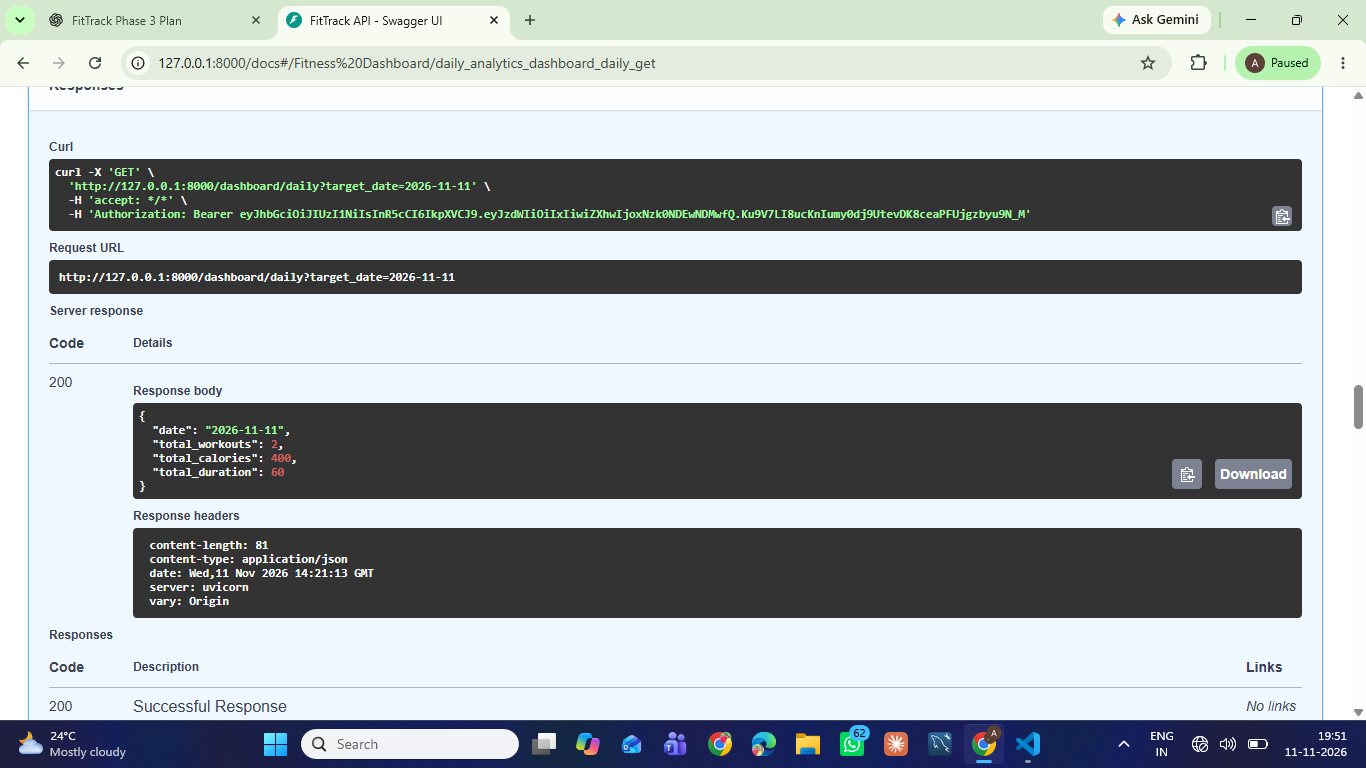 FitTrack Phase 3 Plan
FitTrack API - Swagger UI
Ask Gemini
127.0.0.1:8000/docs#/Fitness%20Dashboard/daily_analytics_dashboard_daily_get
A
Paused
Responses
Curl
curl -X 'GET' \
'http://127.0.0.1:8000/dashboard/daily?target_date=2026-11-11' \
-H 'accept: */*' \
-H 'Authorization: Bearer eyJhbGciOiJIUzI1NiIsInR5cCI6IkpXVCJ9.eyJzdWIiOiIxIiwiZXhwIjoxNzk0NDEwNDMwfQ.Ku9V7LI8ucKnIumy0dj9UtevDK8ceaPFUjgzbyu9N_M'
Request URL
http://127.0.0.1:8000/dashboard/daily?target_date=2026-11-11
Server response
Code Details
200
Response body
{
"date": "2026-11-11",
"total_workouts": 2,
"total_calories": 400,
"total_duration": 60
}
Download
Response headers
content-length: 81
content-type: application/json
date: Wed,11 Nov 2026 14:21:13 GMT
server: uvicorn
vary: Origin
Responses
Code Description Links
200 Successful Response No links
24°C
Mostly cloudy
Search
62
A
ENG
IN
19:51
11-11-2026